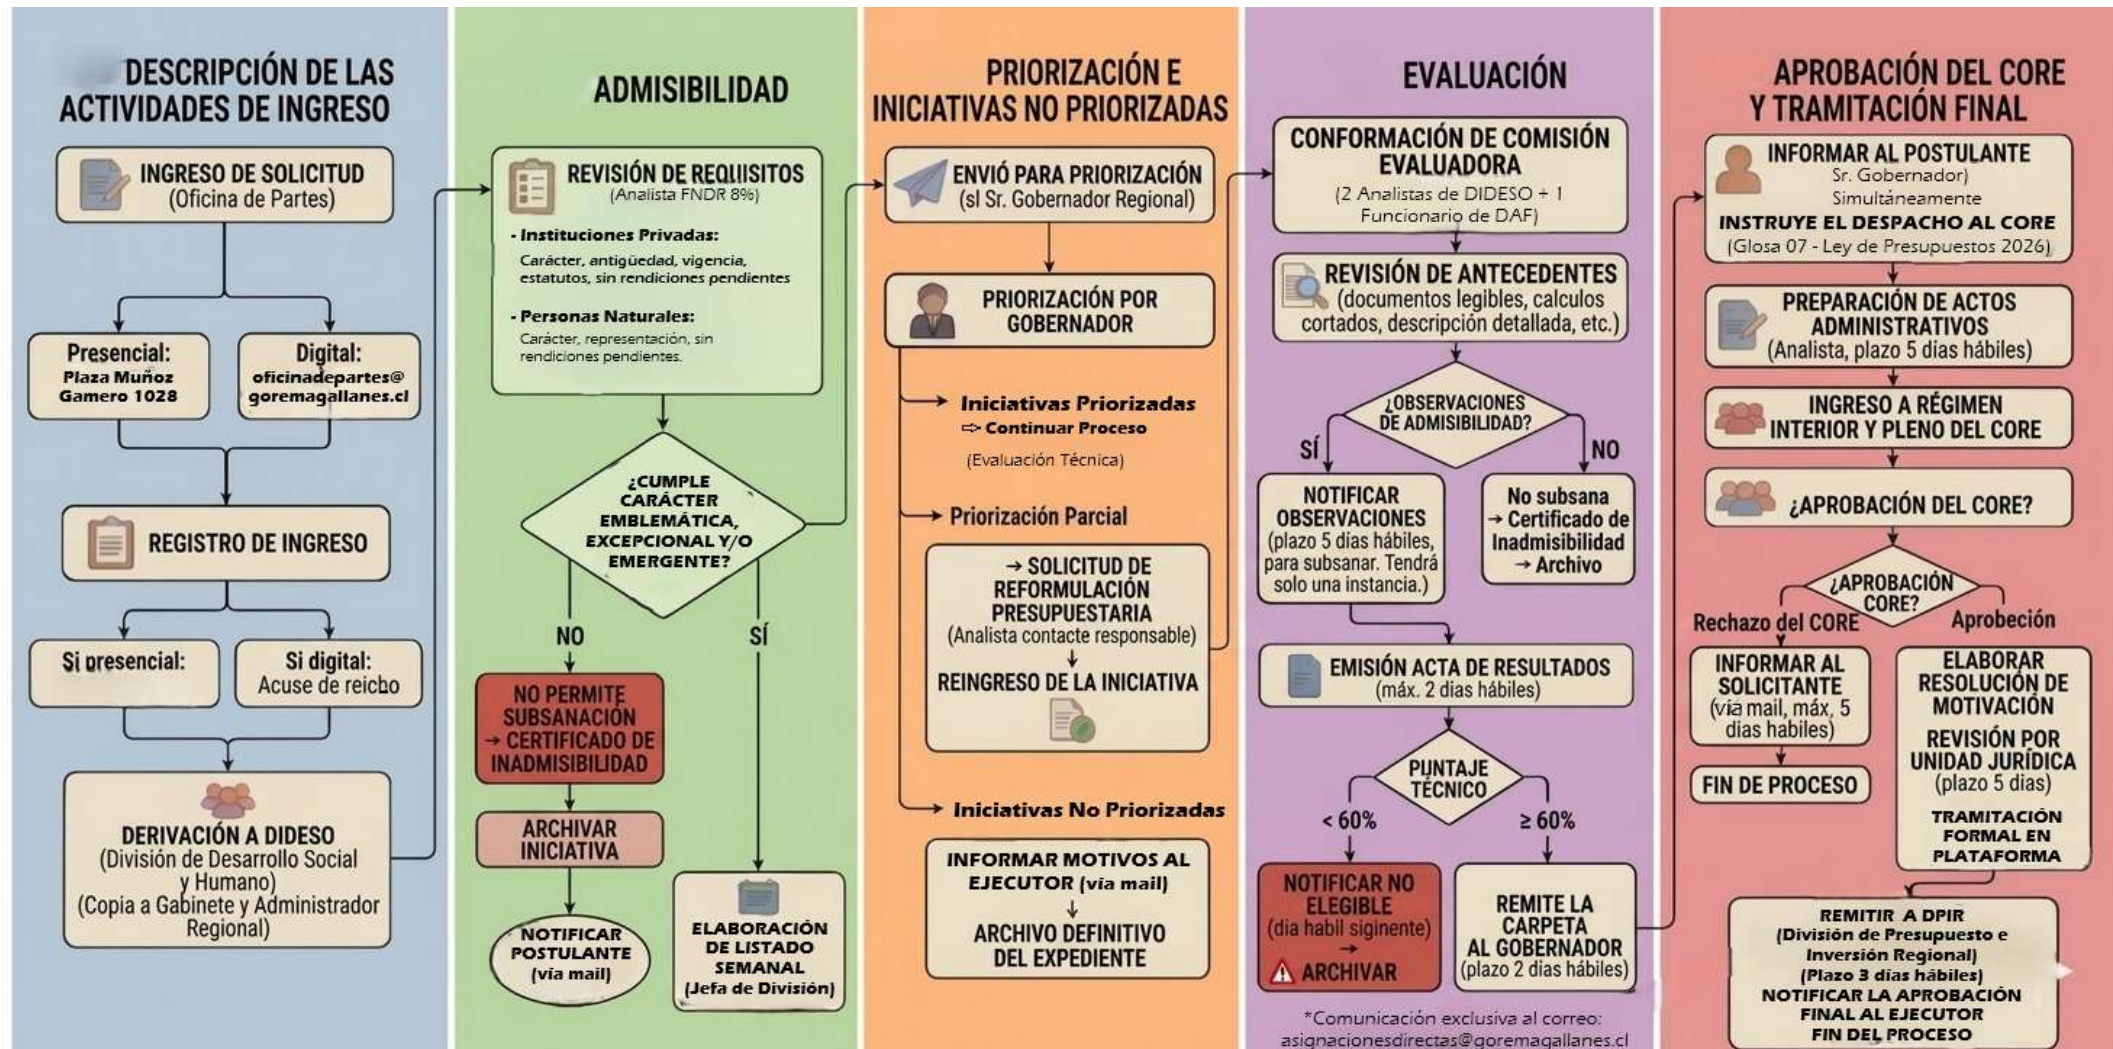 DESCRIPCIÓN DE LAS
ACTIVIDADES DE INGRESO
INGRESO DE SOLICITUD
(Oficina de Partes)
Presencial:
Plaza Muñoz
Gamero 1028
Digital:
oficinadepartes@
goremagallanes.cl
REGISTRO DE INGRESO
Si presencial:
Si digital:
Acuse de reicbo
DERIVACIÓN A DIDESO
(División de Desarrollo Social
y Humano)
(Copia a Gabinete y Administrador
Regional)
ADMISIBILIDAD
REVISIÓN DE REQUISITOS
(Analista FNDR 8%)
- Instituciones Privadas:
Carácter, antigüedad, vigencia,
estatutos, sin rendiciones pendientes
- Personas Naturales:
Carácter, representación, sin
rendiciones pendientes.
¿CUMPLE
CARÁCTER
EMBLEMÁTICA,
EXCEPCIONAL Y/O
EMERGENTE?
NO
SÍ
NO PERMITE
SUBSANACIÓN
→ CERTIFICADO DE
INADMISIBILIDAD
ARCHIVAR
INICIATIVA
NOTIFICAR
POSTULANTE
(vía mail)
ELABORACIÓN
DE LISTADO
SEMANAL
(Jefa de División)
PRIORIZACIÓN E
INICIATIVAS NO PRIORIZADAS
ENVIÓ PARA PRIORIZACIÓN
(sl Sr. Gobernador Regional)
PRIORIZACIÓN POR
GOBERNADOR
Iniciativas Priorizadas
⇨ Continuar Proceso
(Evaluación Técnica)
Priorización Parcial
→ SOLICITUD DE
REFORMULACIÓN
PRESUPUESTARIA
(Analista contacte responsable)
↓
REINGRESO DE LA INICIATIVA
Iniciativas No Priorizadas
INFORMAR MOTIVOS AL
EJECUTOR (vía mail)
↓
ARCHIVO DEFINITIVO
DEL EXPEDIENTE
EVALUACIÓN
CONFORMACIÓN DE COMISIÓN
EVALUADORA
(2 Analistas de DIDESO + 1
Funcionario de DAF)
REVISIÓN DE ANTECEDENTES
(documentos legibles, calculos
cortados, descripción detallada, etc.)
¿OBSERVACIONES
DE ADMISIBILIDAD?
SÍ
NO
NOTIFICAR
OBSERVACIONES
(plazo 5 días hábiles,
para subsanar. Tendrá
solo una instancia.)
No subsana
→ Certificado de
Inadmisibilidad
→ Archivo
EMISIÓN ACTA DE RESULTADOS
(máx. 2 dias hábiles)
PUNTAJE
TÉCNICO
< 60%
≥ 60%
NOTIFICAR NO
ELEGIBLE
(dia habil siginente)
→
ARCHIVAR
REMITE LA
CARPETA
AL GOBERNADOR
(plazo 2 dias hábiles)
*Comunicación exclusiva al correo:
asignacionesdirectas@goremagallanes.cl
APROBACIÓN DEL CORE
Y TRAMITACIÓN FINAL
INFORMAR AL POSTULANTE
Sr. Gobernador)
Simultáneamente
INSTRUYE EL DESPACHO AL CORE
(Glosa 07 - Ley de Presupuestos 2026)
PREPARACIÓN DE ACTOS
ADMINISTRATIVOS
(Analista, plazo 5 dias hábiles)
INGRESO A RÉGIMEN
INTERIOR Y PLENO DEL CORE
¿APROBACIÓN DEL CORE?
¿APROBACIÓN
CORE?
Rechazo del CORE
Aprobeción
INFORMAR AL
SOLICITANTE
(via mail, máx, 5
dias habiles)
FIN DE PROCESO
ELABORAR
RESOLUCIÓN DE
MOTIVACIÓN
REVISIÓN POR
UNIDAD JURÍDICA
(plazo 5 días)
TRAMITACIÓN
FORMAL EN
PLATAFORMA
REMITIR A DPIR
(División de Presupuesto e
Inversión Regional)
(Plazo 3 días hábiles)
NOTIFICAR LA APROBACIÓN
FINAL AL EJECUTOR
FIN DEL PROCESO